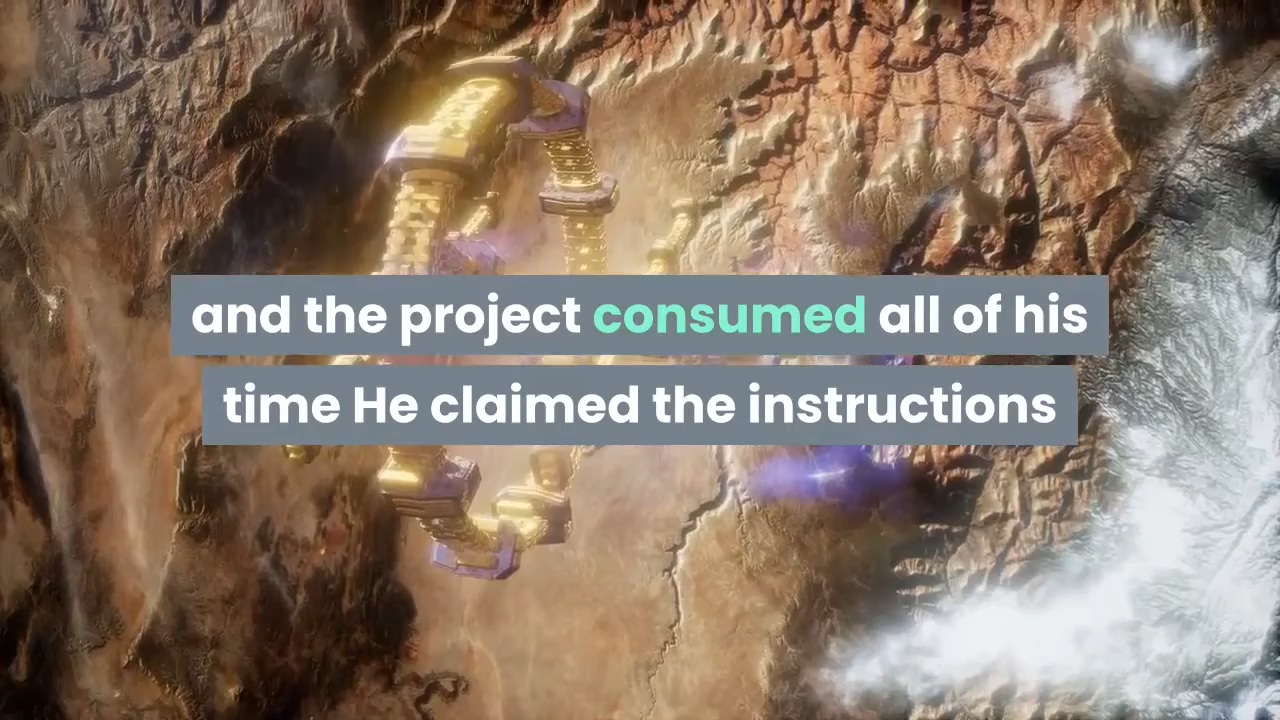 and the project consumed all of his
time He claimed the instructions